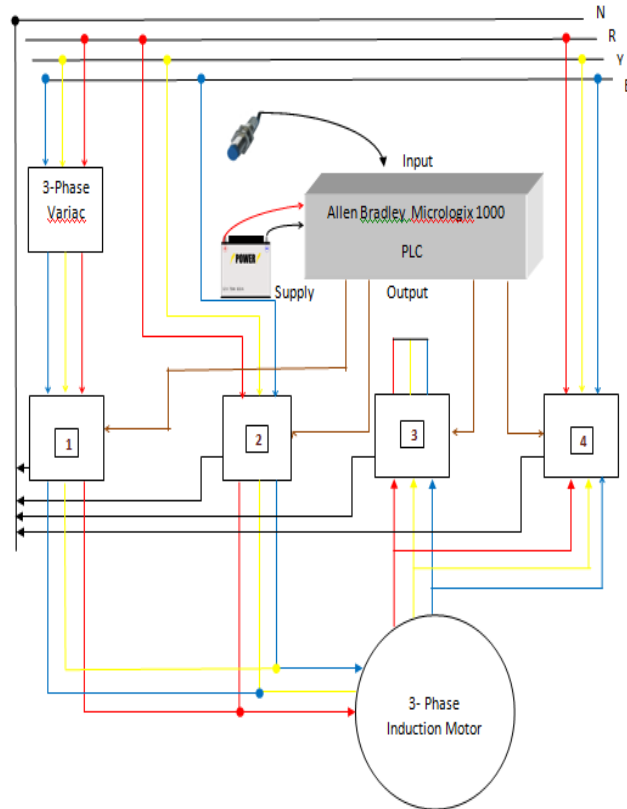 N
R
Y
3-Phase
Variac
Input
Allen Bradley Micrologix 1000
PLC
POWER
Supply
Output
1
2
3
4
3- Phase
Induction Motor